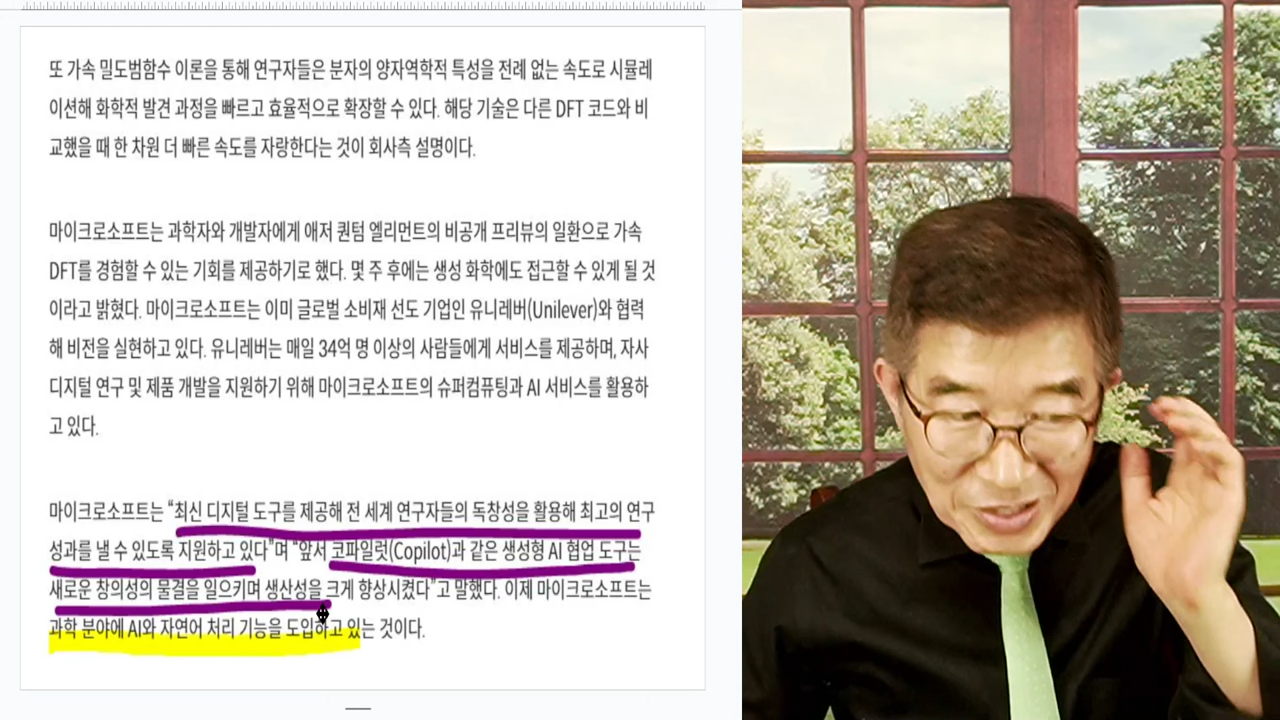 또 가속 밀도범함수 이론을 통해 연구자들은 분자의 양자역학적 특성을 전례 없는 속도로 시뮬레
이션해 화학적 발견 과정을 빠르고 효율적으로 확장할 수 있다. 해당 기술은 다른 DFT 코드와 비
교했을 때 한 차원 더 빠른 속도를 자랑한다는 것이 회사측 설명이다.
마이크로소프트는 과학자와 개발자에게 애저 퀀텀 엘리먼트의 비공개 프리뷰의 일환으로 가속
DFT를 경험할 수 있는 기회를 제공하기로 했다. 몇 주 후에는 생성 화학에도 접근할 수 있게 될 것
이라고 밝혔다. 마이크로소프트는 이미 글로벌 소비재 선도 기업인 유니레버(Unilever)와 협력
해 비전을 실현하고 있다. 유니레버는 매일 34억 명 이상의 사람들에게 서비스를 제공하며, 자사
디지털 연구 및 제품 개발을 지원하기 위해 마이크로소프트의 슈퍼컴퓨팅과 AI 서비스를 활용하
고 있다.
마이크로소프트는 “최신 디지털 도구를 제공해 전 세계 연구자들의 독창성을 활용해 최고의 연구
성과를 낼 수 있도록 지원하고 있다”며 “앞서 코파일럿(Copilot)과 같은 생성형 AI 협업 도구는
새로운 창의성의 물결을 일으키며 생산성을 크게 향상시켰다”고 말했다. 이제 마이크로소프트는
과학 분야에 AI와 자연어 처리 기능을 도입하고 있는 것이다.